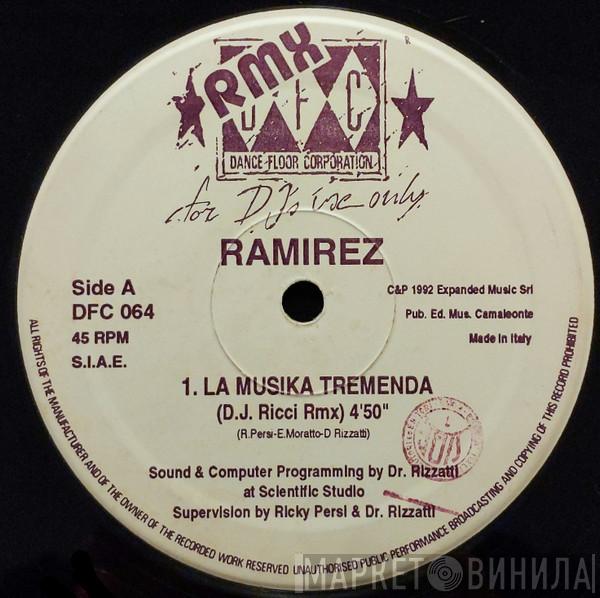 RMX
DFC
DANCE FLOOR CORPORATION
R
for DJs use only
RAMIREZ
Side A
DFC 064
45 RPM
S.I.A.E.
C&P 1992 Expanded Music Srl
Pub. Ed. Mus. Camaleonte
Made in Italy
1. LA MUSIKA TREMENDA
(D.J. Ricci Rmx) 4'50"
(R.Persi-E.Moratto-D Rizzatti)
Sound & Computer Programming by Dr. Rizzatti
at Scientific Studio
Supervision by Ricky Persi & Dr. Rizzatti
ALL RIGHTS OF THE MANUFACTURER AND OF THE OWNER OF THE RECORDED WORK RESERVED UNAUTHORISED PUBLIC PERFORMANCE BROADCASTING AND COPYING OF THIS RECORD PROHIBITED
МАРКЕТ ВИНИЛА